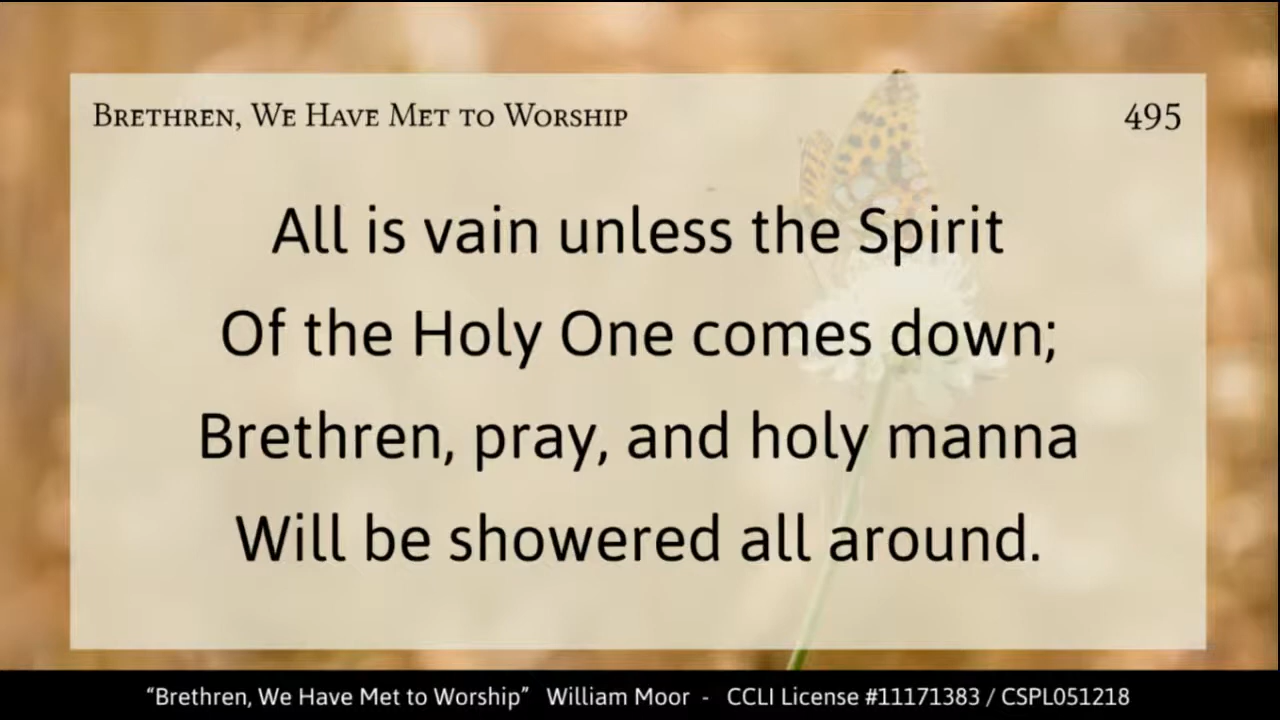 Brethren, We Have Met to Worship 495
All is vain unless the Spirit
Of the Holy One comes down;
Brethren, pray, and holy manna
Will be showered all around.
“Brethren, We Have Met to Worship” William Moor - CCLI License #11171383 / CSPL051218